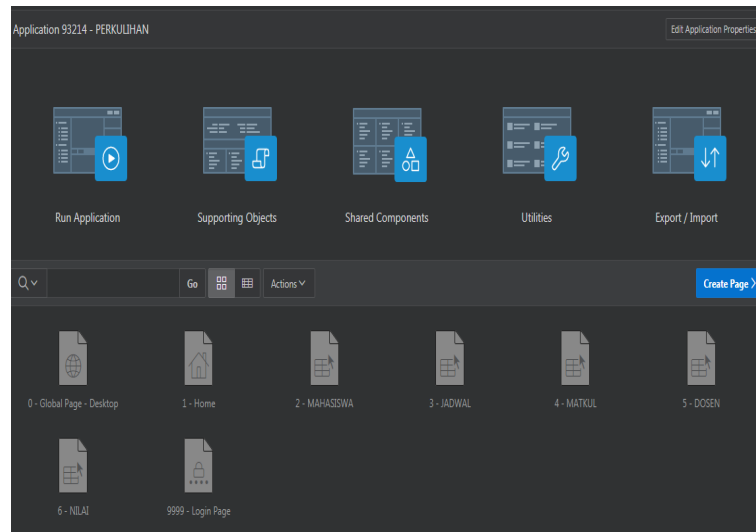 Application 93214 - PERKULIHAN
Edit Application Properties
Run Application
Supporting Objects
Shared Components
Utilities
Export / Import
Go
Actions
Create Page
0 - Global Page - Desktop
1 - Home
2 - MAHASISWA
3 - JADWAL
4 - MATKUL
5 - DOSEN
6 - NILAI
9999 - Login Page